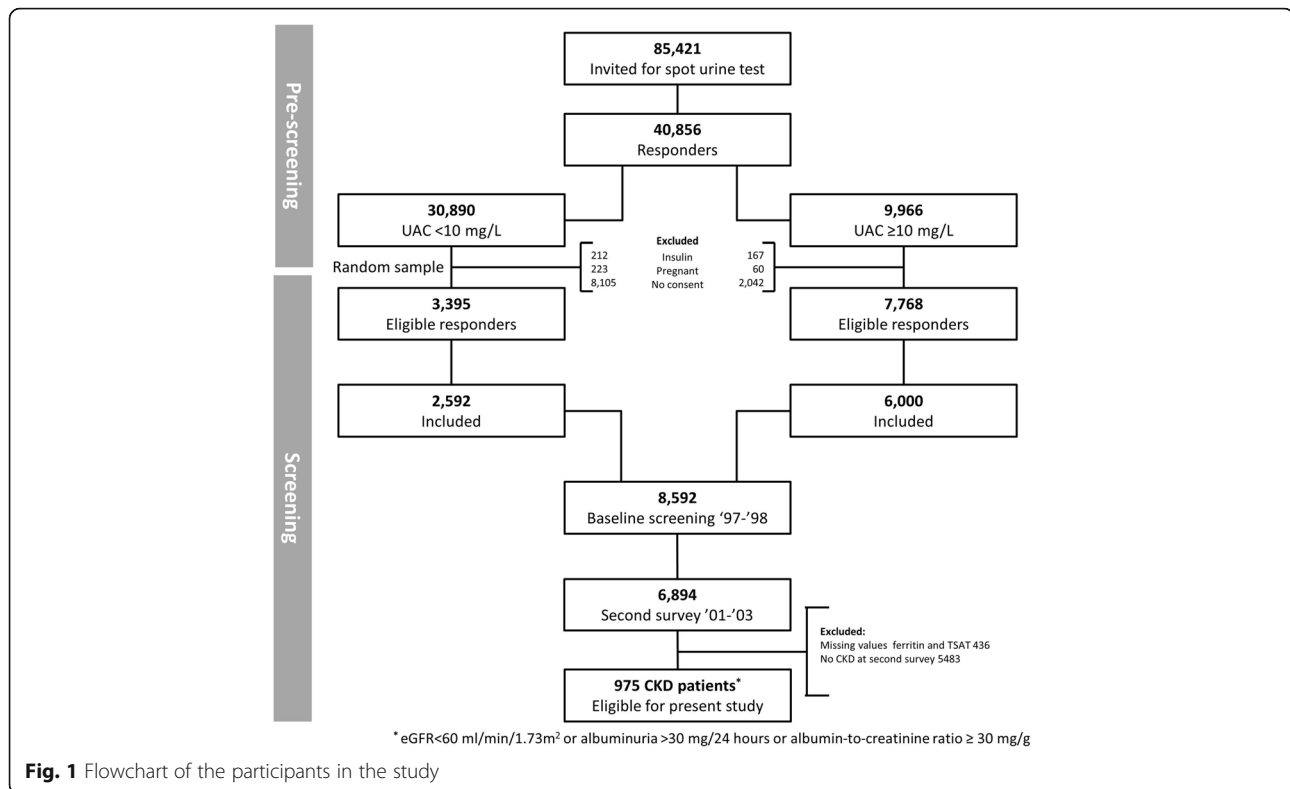 Pre-screening
85,421
Invited for spot urine test
40,856
Responders
30,890
UAC <10 mg/L
9,966
UAC ≥10 mg/L
Excluded
212 Insulin 167
223 Pregnant 60
8,105 No consent 2,042
Random sample
Screening
3,395
Eligible responders
7,768
Eligible responders
2,592
Included
6,000
Included
8,592
Baseline screening ‘97-’98
6,894
Second survey ’01-’03
Excluded:
Missing values ferritin and TSAT 436
No CKD at second survey 5483
975 CKD patients*
Eligible for present study
* eGFR<60 ml/min/1.73m² or albuminuria >30 mg/24 hours or albumin-to-creatinine ratio ≥ 30 mg/g
Fig. 1 Flowchart of the participants in the study